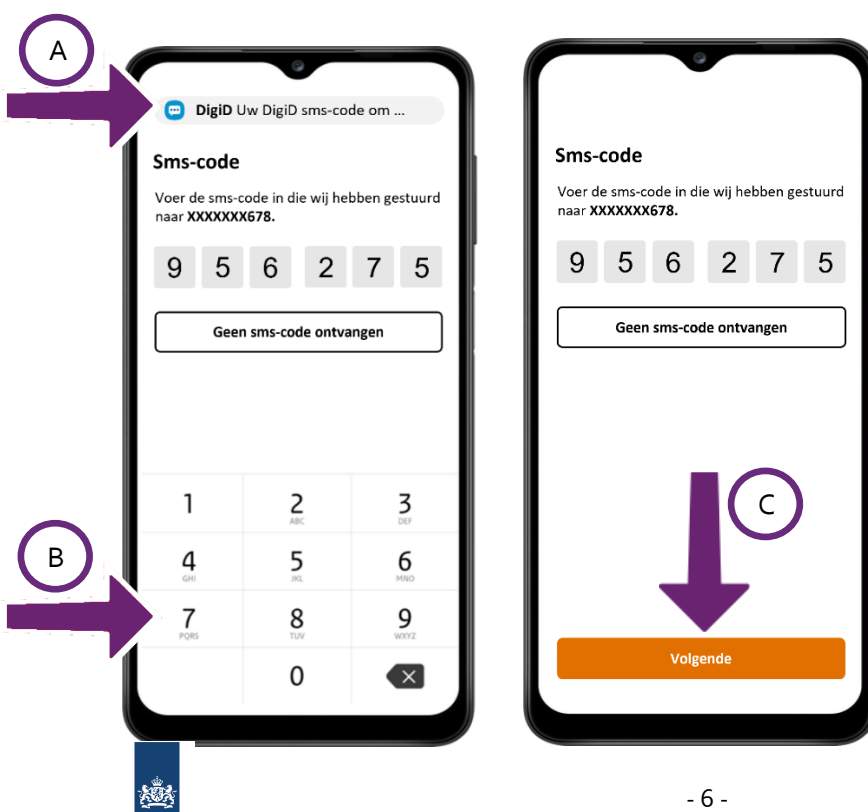 A
DigiD Uw DigiD sms-code om ...
Sms-code
Voer de sms-code in die wij hebben gestuurd
naar XXXXXXX678.
9 5 6 2 7 5
Geen sms-code ontvangen
B
1 2 ABC 3 DEF
4 GHI 5 JKL 6 MNO
7 PQRS 8 TUV 9 WXYZ
0
Sms-code
Voer de sms-code in die wij hebben gestuurd
naar XXXXXXX678.
9 5 6 2 7 5
Geen sms-code ontvangen
C
Volgende
- 6 -